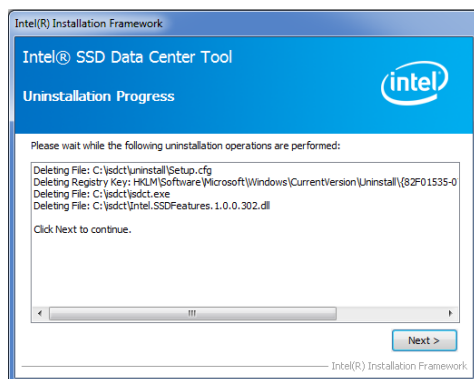 Intel(R) Installation Framework
Intel® SSD Data Center Tool
Uninstallation Progress
intel
Please wait while the following uninstallation operations are performed:
Deleting File: C:\isdct\uninstall\Setup.cfg
Deleting Registry Key: HKLM\Software\Microsoft\Windows\CurrentVersion\Uninstall\{82F01535-0
Deleting File: C:\isdct\isdct.exe
Deleting File: C:\isdct\Intel.SSDFeatures.1.0.0.302.dll
Click Next to continue.
Next >
Intel(R) Installation Framework